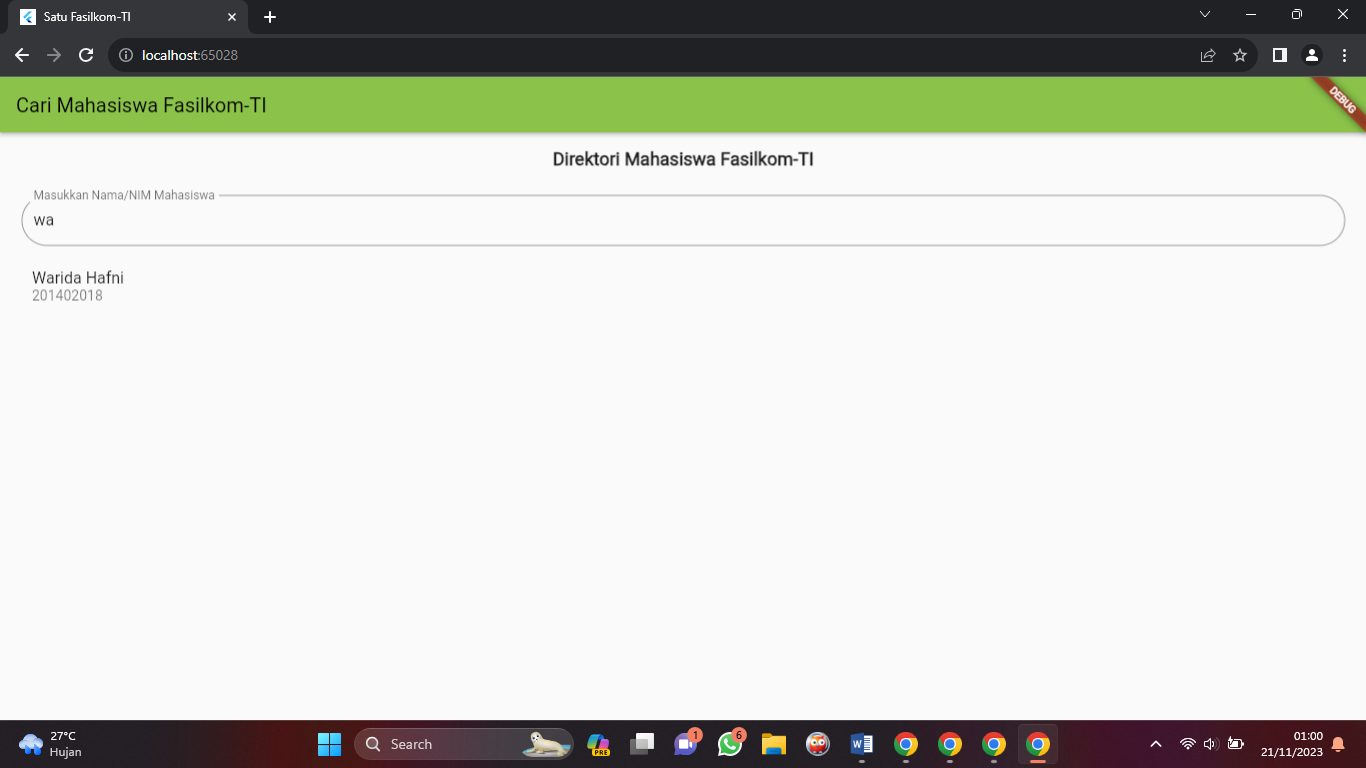 Satu Fasilkom-TI
localhost:65028
Cari Mahasiswa Fasilkom-TI
DEBUG
Direktori Mahasiswa Fasilkom-TI
Masukkan Nama/NIM Mahasiswa
wa
Warida Hafni
201402018
27°C
Hujan
Search
PRE
1
6
01:00
21/11/2023